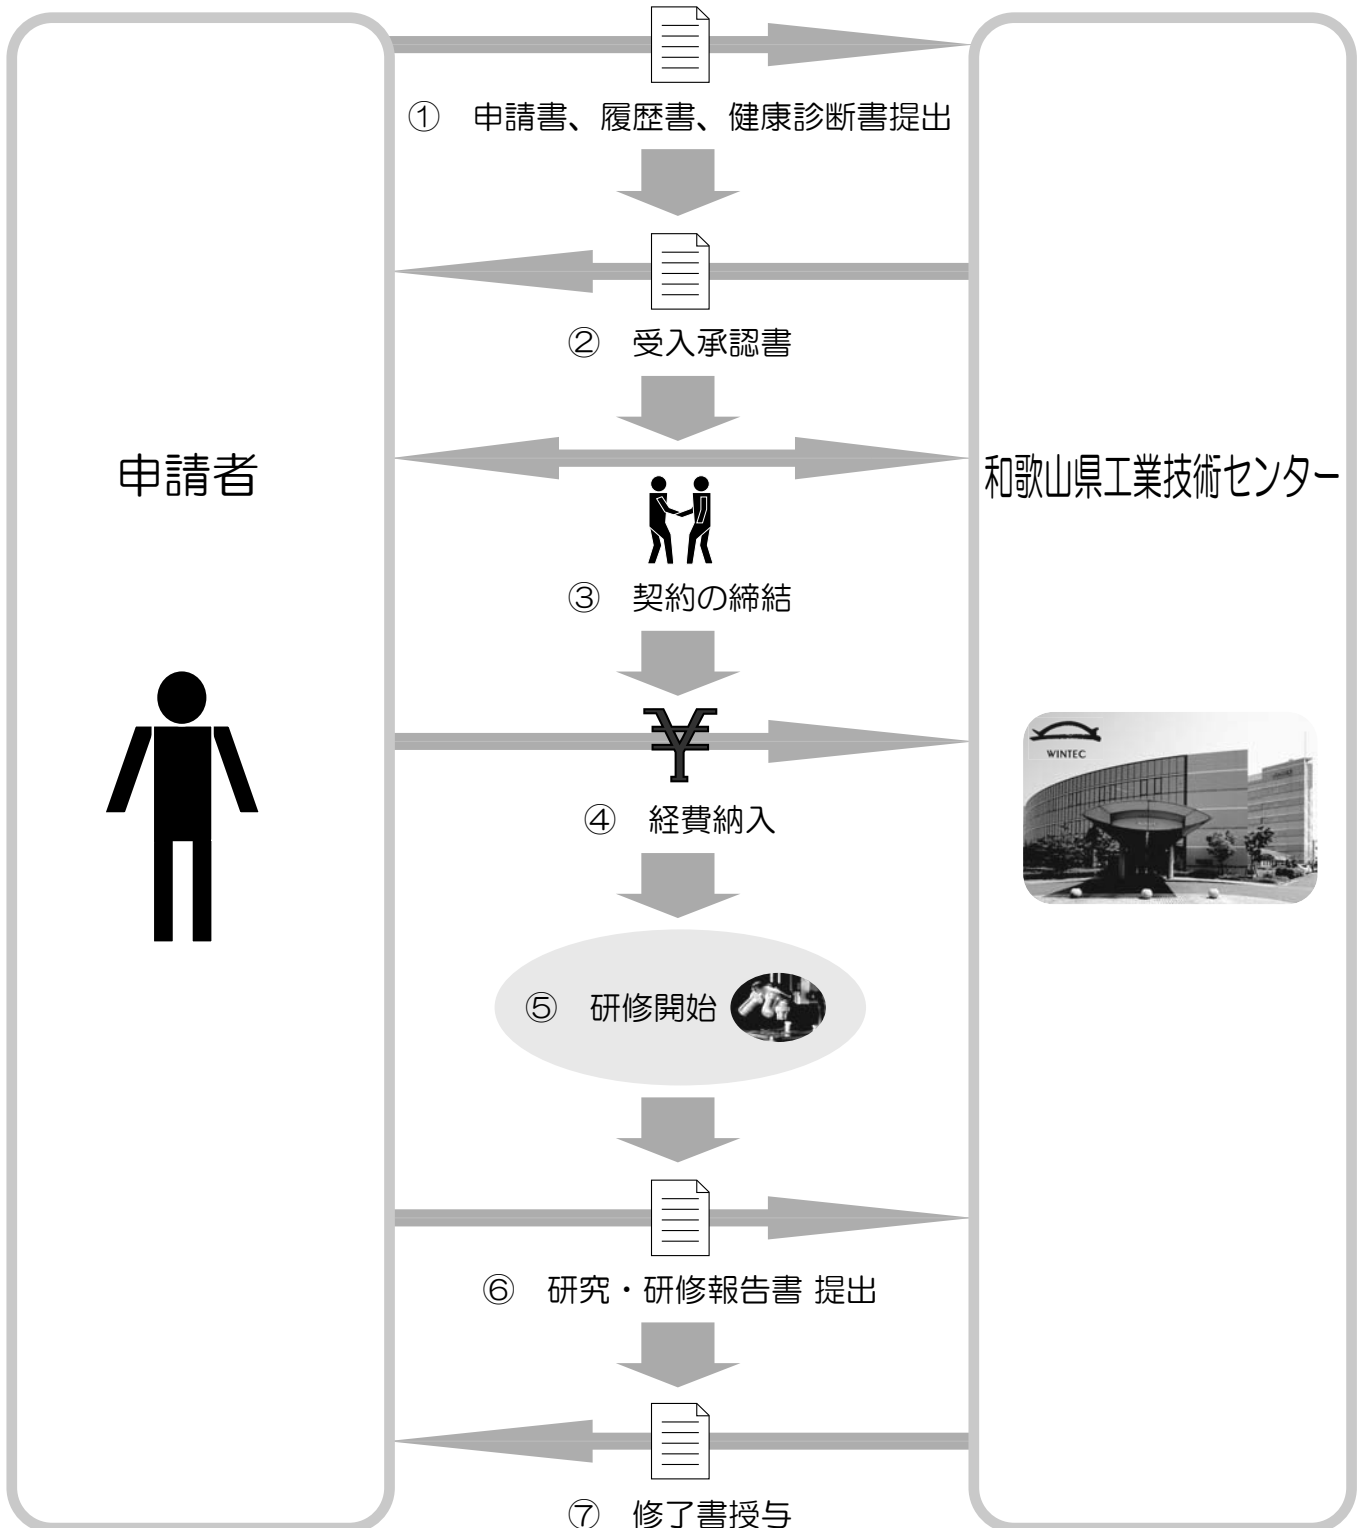 ① 申請書、履歴書、健康診断書提出
② 受入承認書
申請者
和歌山県工業技術センター
③ 契約の締結
WINTEC
④ 経費納入
⑤ 研修開始
⑥ 研究・研修報告書 提出
⑦ 修了書授与